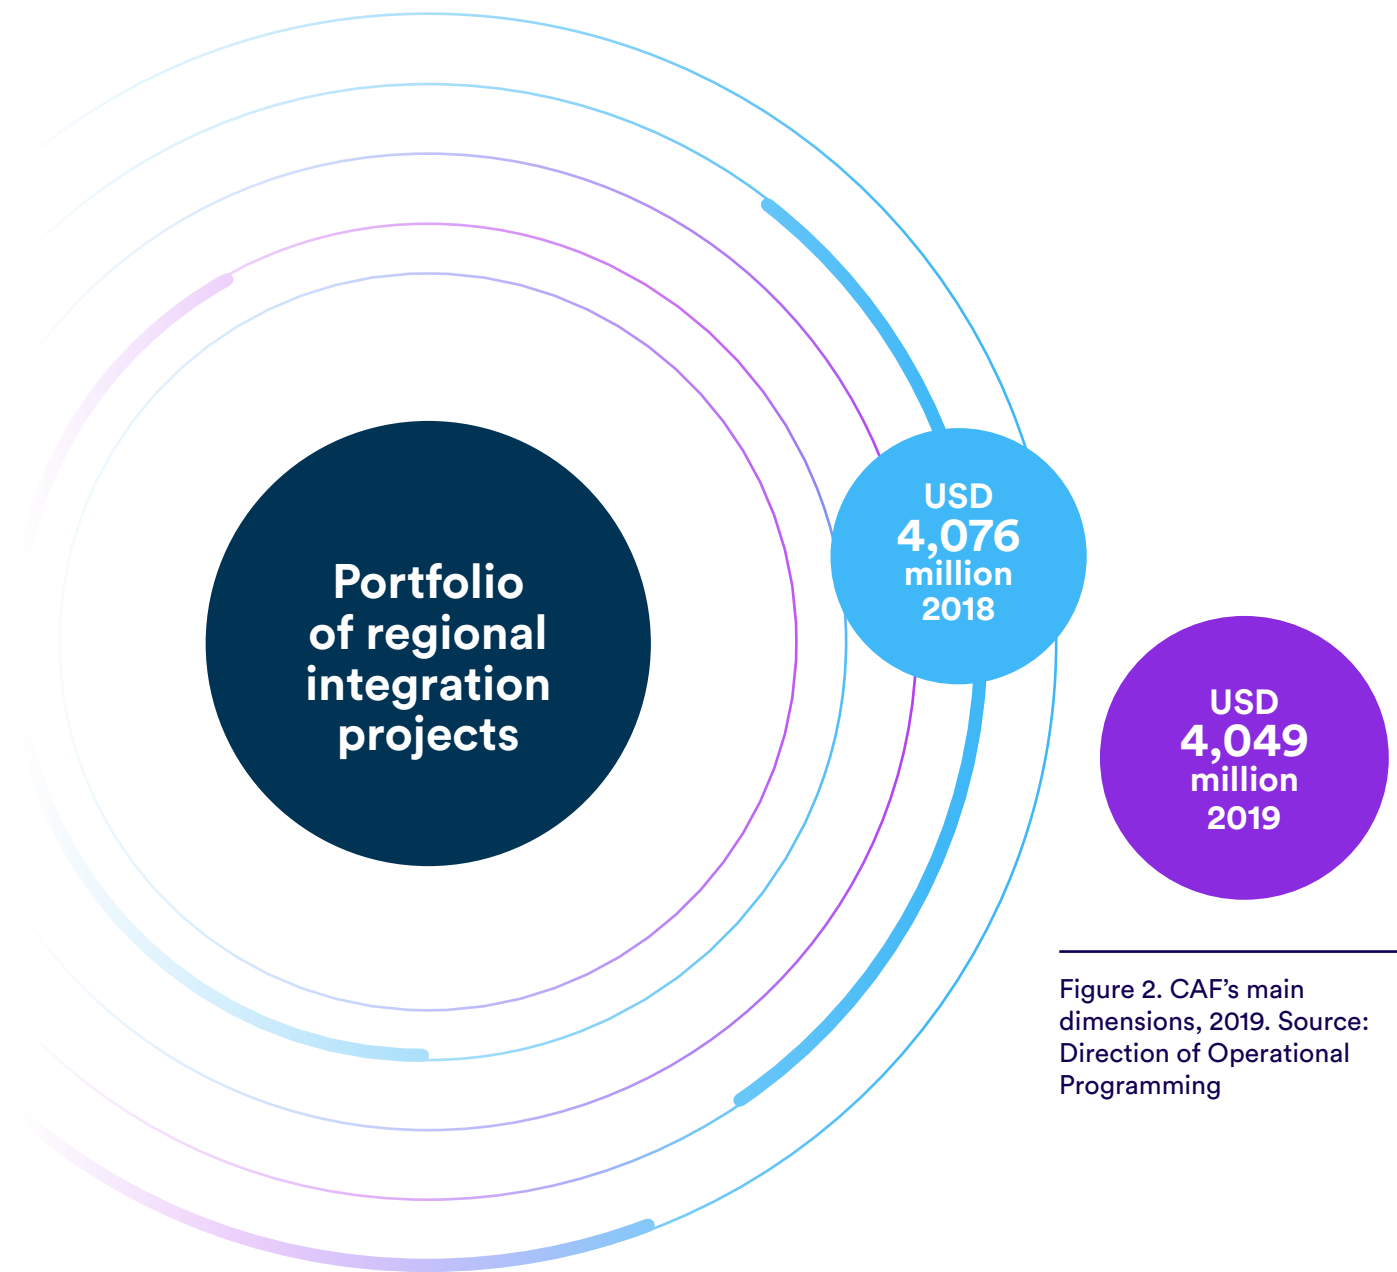 Portfolio
of regional
integration
projects
USD
4,076
million
2018
USD
4,049
million
2019
Figure 2. CAF’s main
dimensions, 2019. Source:
Direction of Operational
Programming